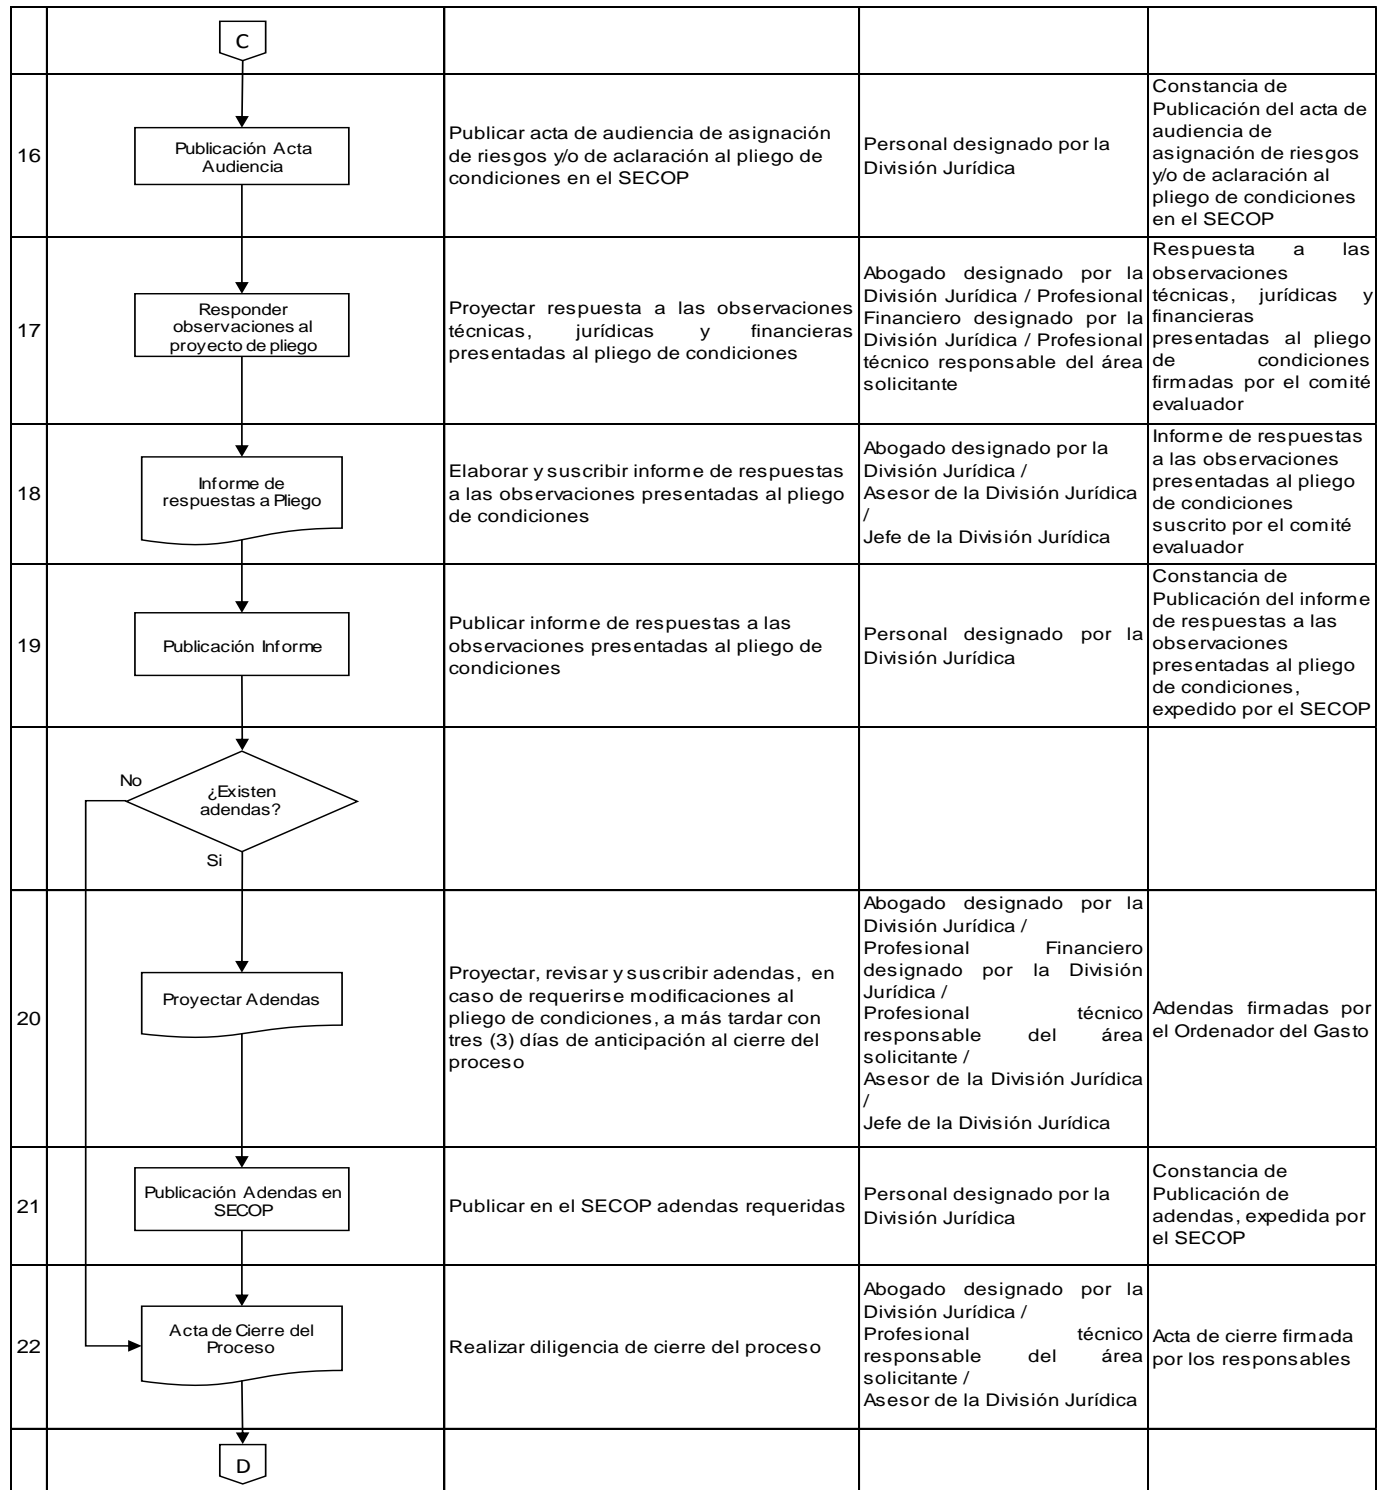 C
16
Publicación Acta
Audiencia
Publicar acta de audiencia de asignación
de riesgos y/o de aclaración al pliego de
condiciones en el SECOP
Personal designado por la
División Jurídica
Constancia de
Publicación del acta de
audiencia de
asignación de riesgos
y/o de aclaración al
pliego de condiciones
en el SECOP
17
Responder
observaciones al
proyecto de pliego
Proyectar respuesta a las observaciones
técnicas, jurídicas y financieras
presentadas al pliego de condiciones
Abogado designado por la
División Jurídica / Profesional
Financiero designado por la
División Jurídica / Profesional
técnico responsable del área
solicitante
Respuesta a las
observaciones
técnicas, jurídicas y
financieras
presentadas al pliego
de condiciones
firmadas por el comité
evaluador
18
Informe de
respuestas a Pliego
Elaborar y suscribir informe de respuestas
a las observaciones presentadas al pliego
de condiciones
Abogado designado por la
División Jurídica /
Asesor de la División Jurídica
/
Jefe de la División Jurídica
Informe de respuestas
a las observaciones
presentadas al pliego
de condiciones
suscrito por el comité
evaluador
19
Publicación Informe
Publicar informe de respuestas a las
observaciones presentadas al pliego de
condiciones
Personal designado por la
División Jurídica
Constancia de
Publicación del informe
de respuestas a las
observaciones
presentadas al pliego
de condiciones,
expedido por el SECOP
No
¿Existen
adendas?
Si
20
Proyectar Adendas
Proyectar, revisar y suscribir adendas, en
caso de requerirse modificaciones al
pliego de condiciones, a más tardar con
tres (3) días de anticipación al cierre del
proceso
Abogado designado por la
División Jurídica /
Profesional Financiero
designado por la División
Jurídica /
Profesional técnico
responsable del área
solicitante /
Asesor de la División Jurídica
/
Jefe de la División Jurídica
Adendas firmadas por
el Ordenador del Gasto
21
Publicación Adendas en
SECOP
Publicar en el SECOP adendas requeridas
Personal designado por la
División Jurídica
Constancia de
Publicación de
adendas, expedida por
el SECOP
22
Acta de Cierre del
Proceso
Realizar diligencia de cierre del proceso
Abogado designado por la
División Jurídica /
Profesional técnico
responsable del área
solicitante /
Asesor de la División Jurídica
Acta de cierre firmada
por los responsables
D